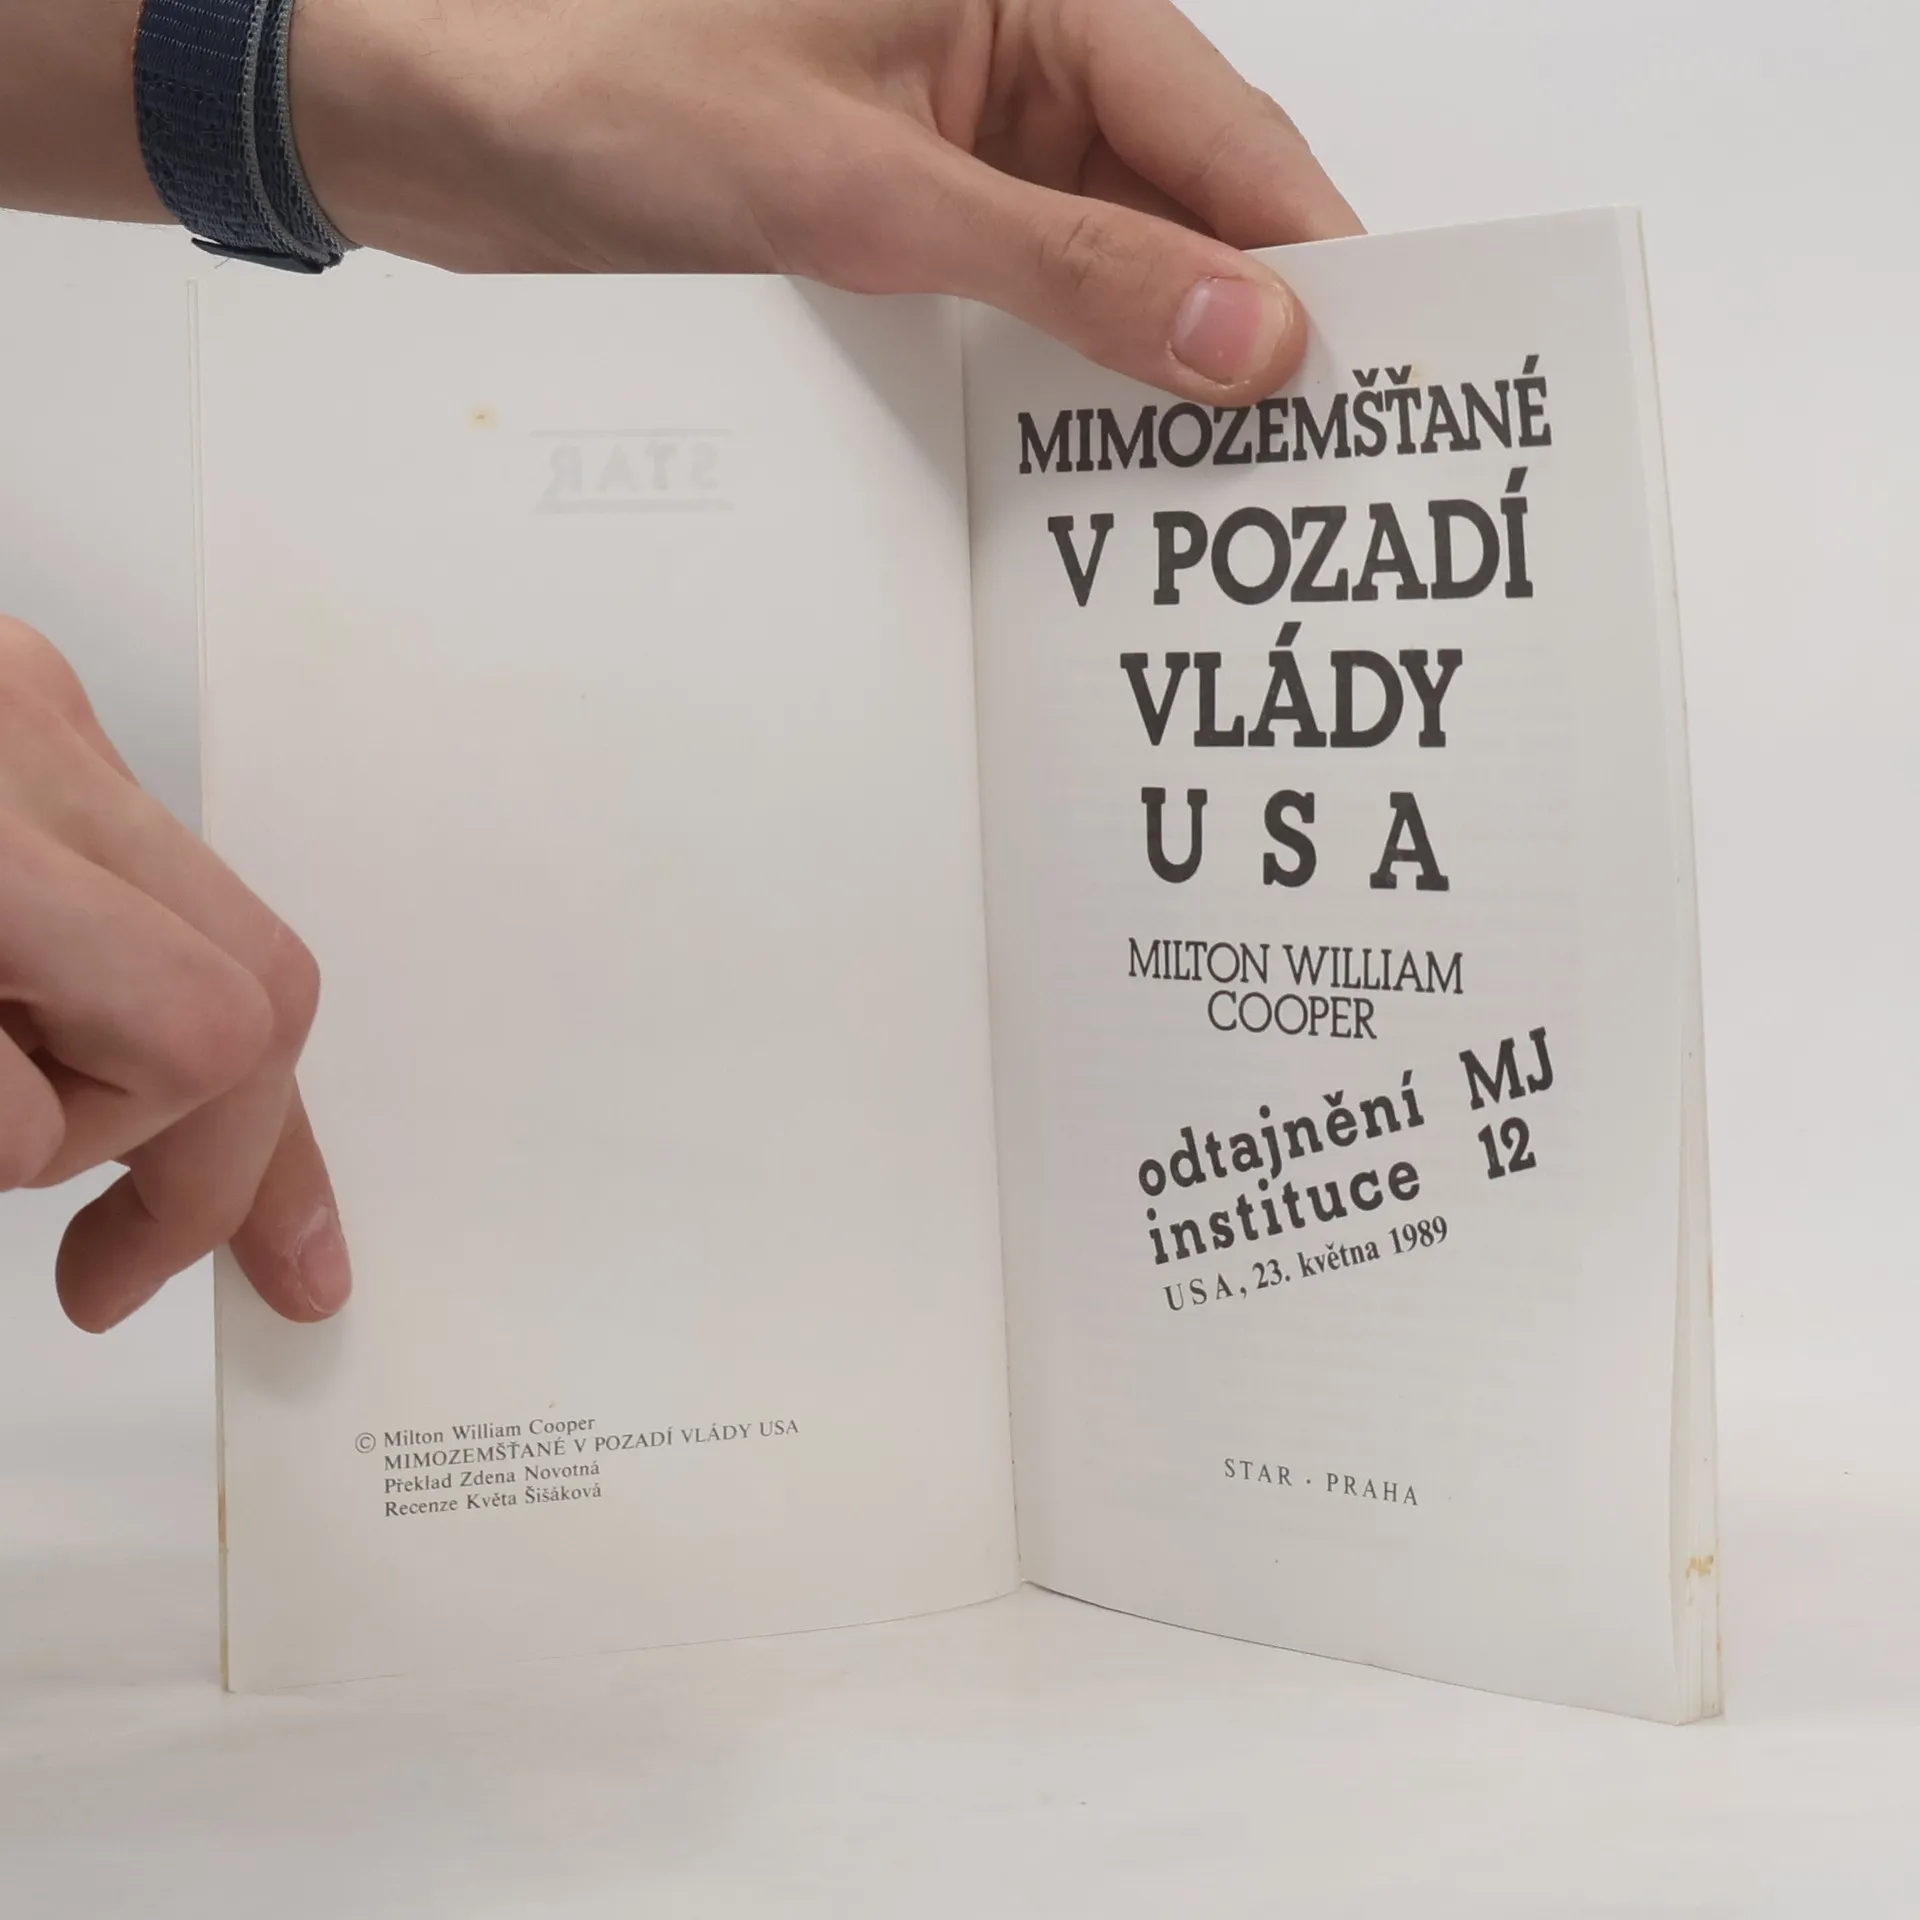 STAR
© Milton William Cooper
MIMOZEMŠŤANÉ V POZADÍ VLÁDY USA
Překlad Zdena Novotná
Recenze Květa Šišáková
MIMOZEMŠŤANÉ
V POZADÍ
VLÁDY
U S A
MILTON WILLIAM
COOPER
odtajnění MJ
instituce 12
U S A, 23. května 1989
STAR · PRAHA